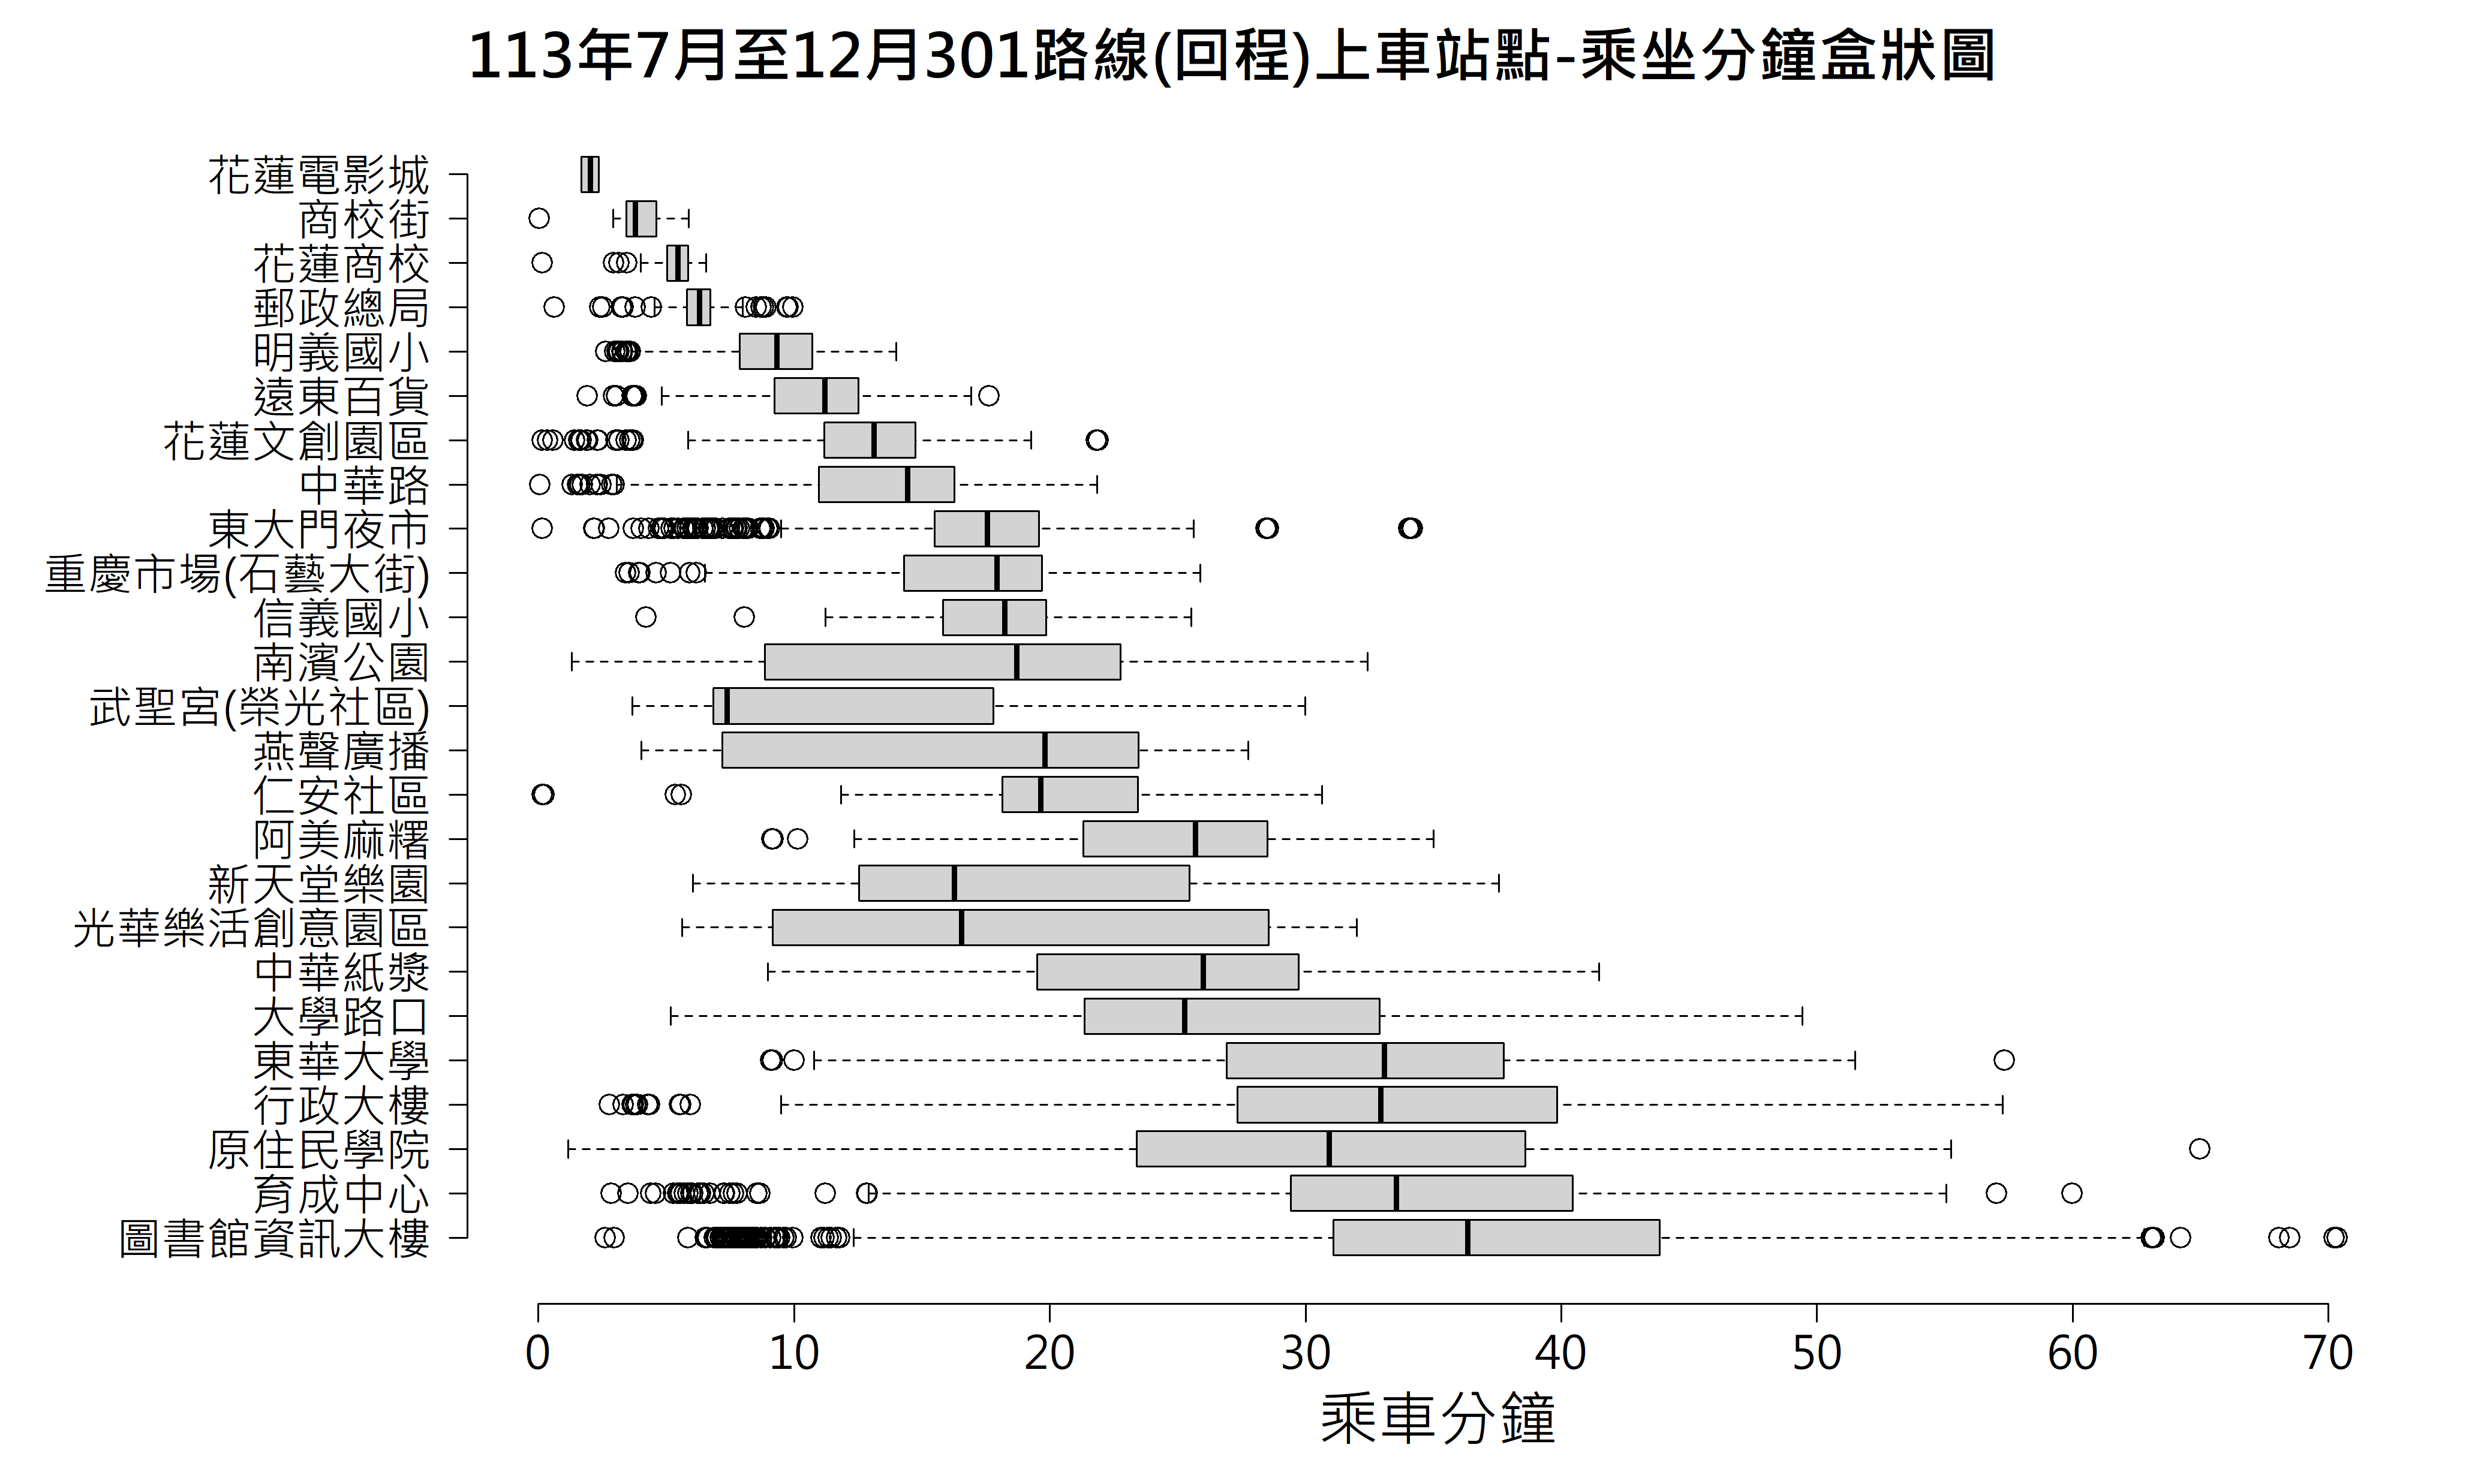 113年7月至12月301路線(回程)上車站點-乘坐分鐘盒狀圖
花蓮電影城
商校街
花蓮商校
郵政總局
明義國小
遠東百貨
花蓮文創園區
中華路
東大門夜市
重慶市場(石藝大街)
信義國小
南濱公園
武聖宮(榮光社區)
燕聲廣播
仁安社區
阿美麻糬
新天堂樂園
光華樂活創意園區
中華紙漿
大學路口
東華大學
行政大樓
原住民學院
育成中心
圖書館資訊大樓
0 10 20 30 40 50 60 70
乘車分鐘